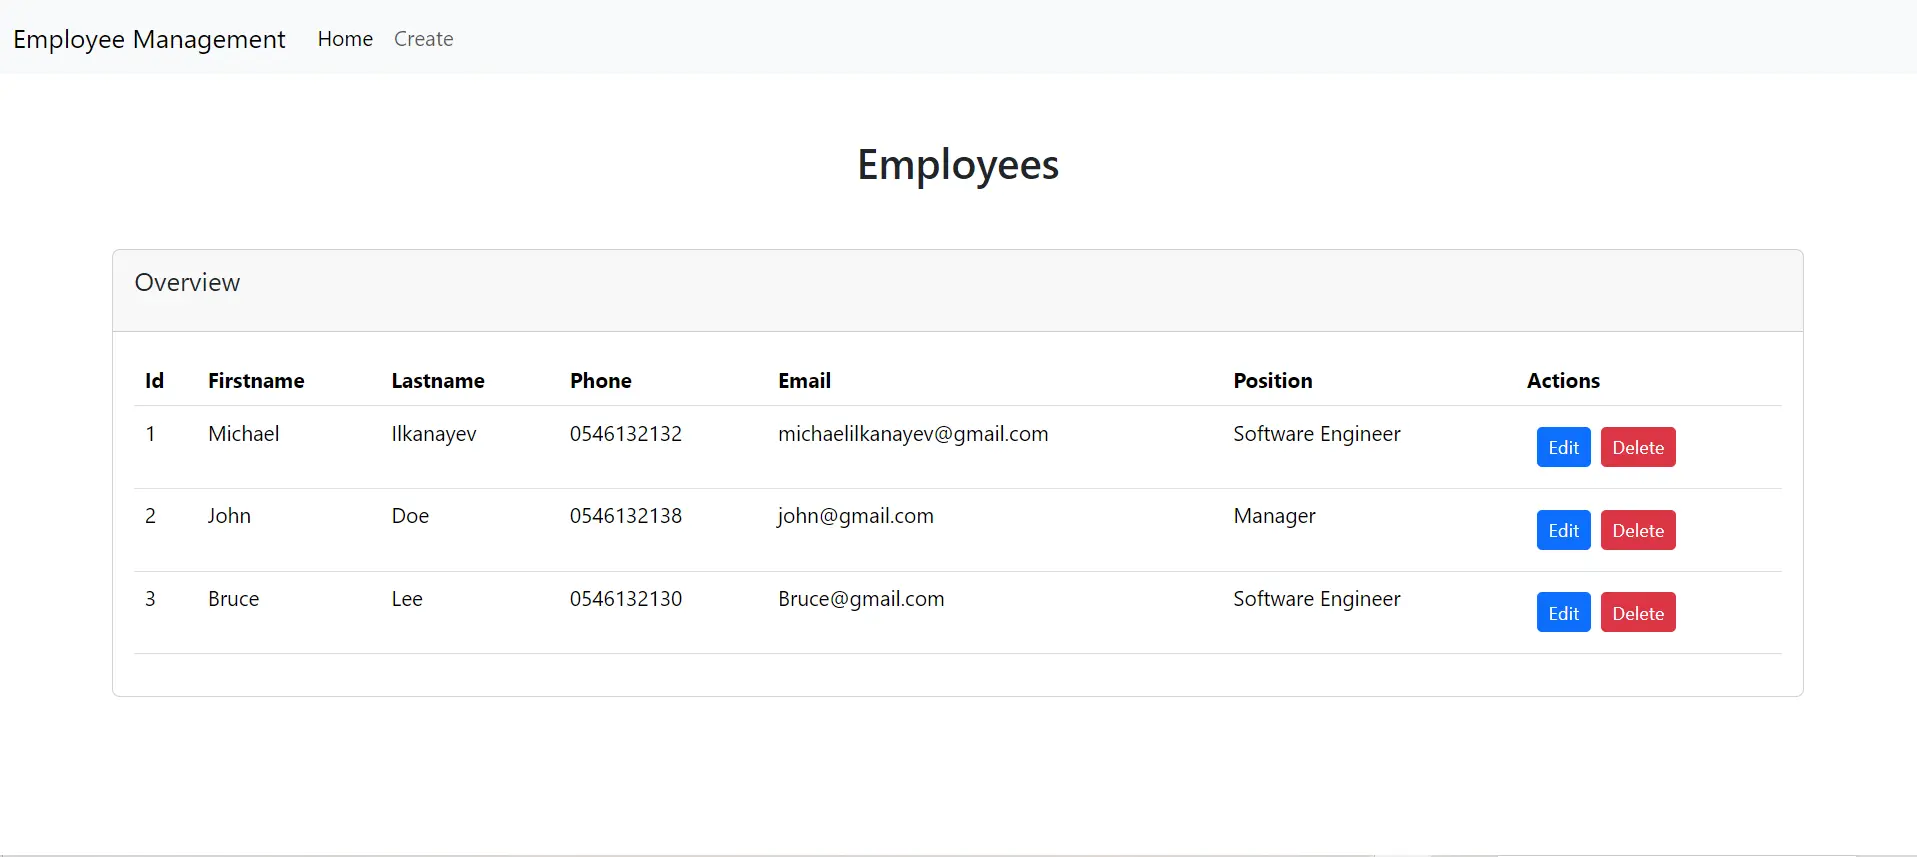 Employee Management Home Create
Employees
Overview
Id Firstname Lastname Phone Email Position Actions
1 Michael Ilkanayev 0546132132 michaelilkanayev@gmail.com Software Engineer Edit Delete
2 John Doe 0546132138 john@gmail.com Manager Edit Delete
3 Bruce Lee 0546132130 Bruce@gmail.com Software Engineer Edit Delete